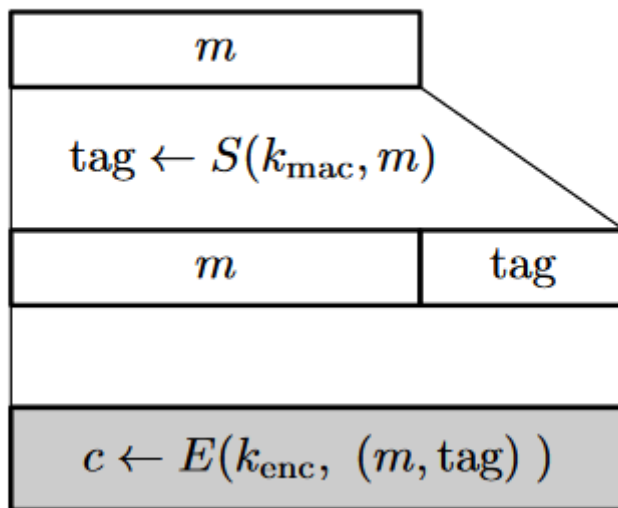 m
tag ← S(k_mac, m)
m tag
c ← E(k_enc, (m, tag) )